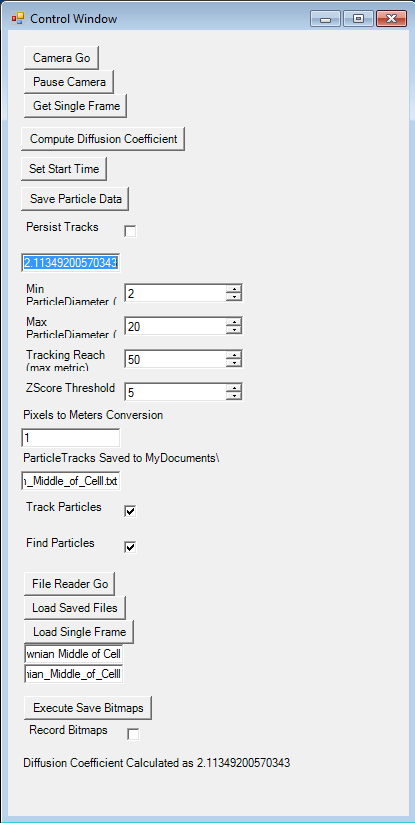 Control Window
Camera Go
Pause Camera
Get Single Frame
Compute Diffusion Coefficient
Set Start Time
Save Particle Data
Persist Tracks
2.11349200570343
Min
ParticleDiameter (
2
Max
ParticleDiameter (
20
Tracking Reach
(max metric)
50
ZScore Threshold
5
Pixels to Meters Conversion
1
ParticleTracks Saved to MyDocuments\
_Middle_of_Celll.txt
Track Particles
Find Particles
File Reader Go
Load Saved Files
Load Single Frame
wnian Middle of Cell
nian_Middle_of_Celll
Execute Save Bitmaps
Record Bitmaps
Diffusion Coefficient Calculated as 2.11349200570343